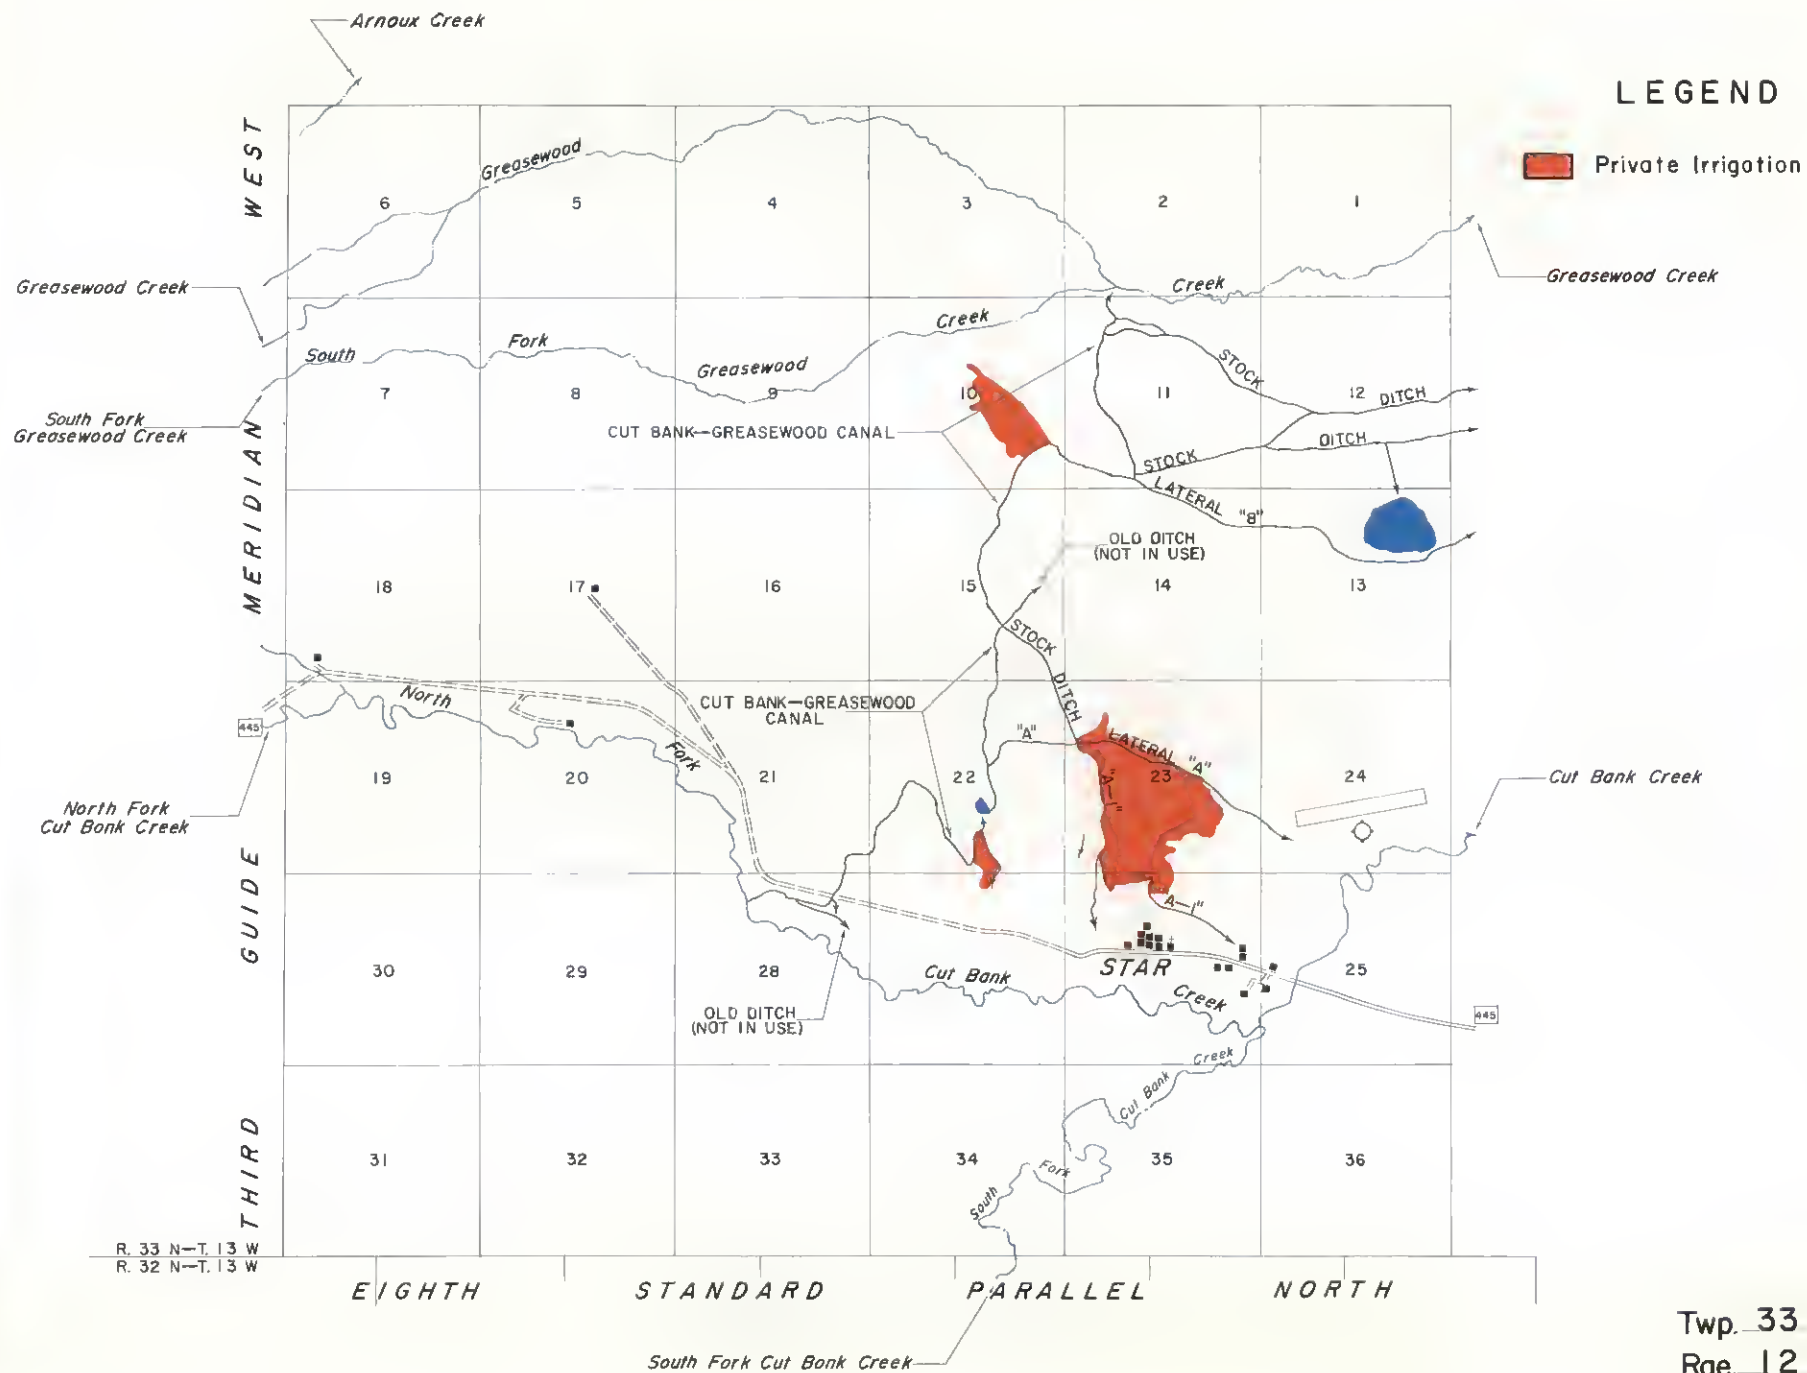 Arnoux Creek
LEGEND
Private Irrigation
WEST
Greasewood
6
5
4
3
2
1
Greasewood Creek
Creek
Greasewood Creek
South
Fork
Greasewood
Creek
STOCK
DITCH
7
8
9
10
11
12
South Fork
Greasewood Creek
CUT BANK—GREASEWOOD CANAL
STOCK
DITCH
LATERAL "B"
MERIDIAN
OLD DITCH
(NOT IN USE)
18
17
16
15
14
13
STOCK
DITCH
North
Fork
CUT BANK—GREASEWOOD
CANAL
445
"A"
LATERAL "A"
"A-1"
19
20
21
22
23
24
Cut Bank Creek
North Fork
Cut Bank Creek
GUIDE
"A-1"
STAR
30
29
28
Cut Bank
Creek
25
OLD DITCH
(NOT IN USE)
445
Cut Bank
Creek
THIRD
31
32
33
34
35
36
South
Fork
R. 33 N—T. 13 W
R. 32 N—T. 13 W
EIGHTH STANDARD PARALLEL NORTH
South Fork Cut Bank Creek
Twp. 33
Rge. 12